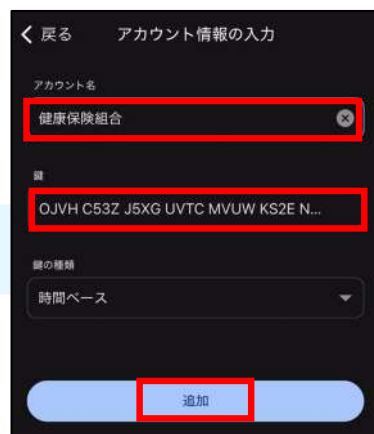 戻る アカウント情報の入力
アカウント名
健康保険組合
鍵
OJVH C53Z J5XG UVTC MVUW KS2E N...
鍵の種類
時間ベース
追加